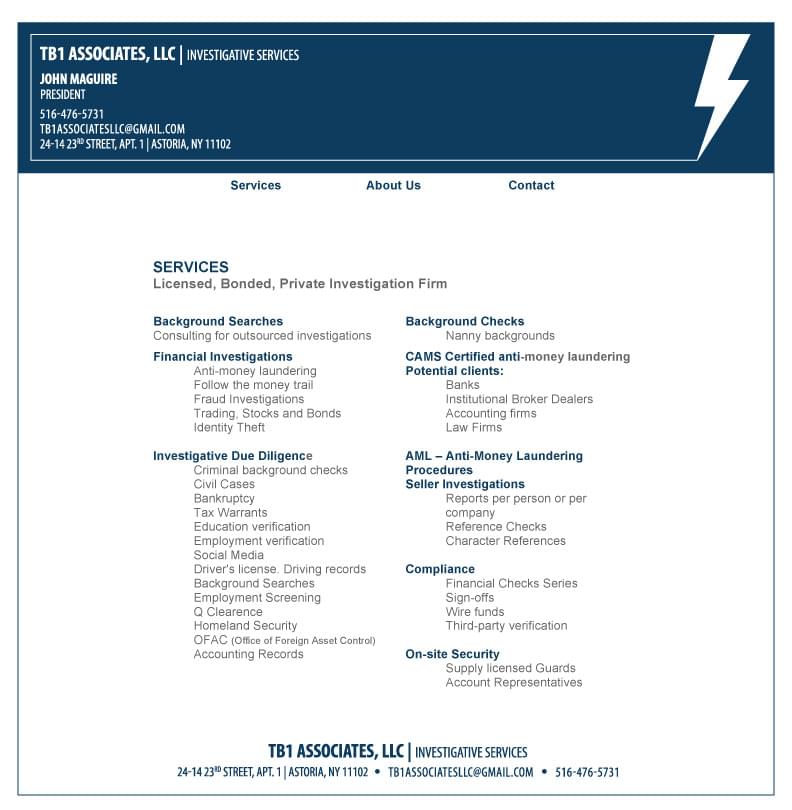 TB1 ASSOCIATES, LLC | INVESTIGATIVE SERVICES
JOHN MAGUIRE
PRESIDENT
516-476-5731
TB1ASSOCIATESLLC@GMAIL.COM
24-14 23RD STREET, APT. 1 | ASTORIA, NY 11102
Services About Us Contact
SERVICES
Licensed, Bonded, Private Investigation Firm
Background Searches
Consulting for outsourced investigations
Financial Investigations
Anti-money laundering
Follow the money trail
Fraud Investigations
Trading, Stocks and Bonds
Identity Theft
Investigative Due Diligence
Criminal background checks
Civil Cases
Bankruptcy
Tax Warrants
Education verification
Employment verification
Social Media
Driver's license. Driving records
Background Searches
Employment Screening
Q Clearence
Homeland Security
OFAC (Office of Foreign Asset Control)
Accounting Records
Background Checks
Nanny backgrounds
CAMS Certified anti-money laundering
Potential clients:
Banks
Institutional Broker Dealers
Accounting firms
Law Firms
AML – Anti-Money Laundering
Procedures
Seller Investigations
Reports per person or per
company
Reference Checks
Character References
Compliance
Financial Checks Series
Sign-offs
Wire funds
Third-party verification
On-site Security
Supply licensed Guards
Account Representatives
TB1 ASSOCIATES, LLC | INVESTIGATIVE SERVICES
24-14 23RD STREET, APT. 1 | ASTORIA, NY 11102 • TB1ASSOCIATESLLC@GMAIL.COM • 516-476-5731